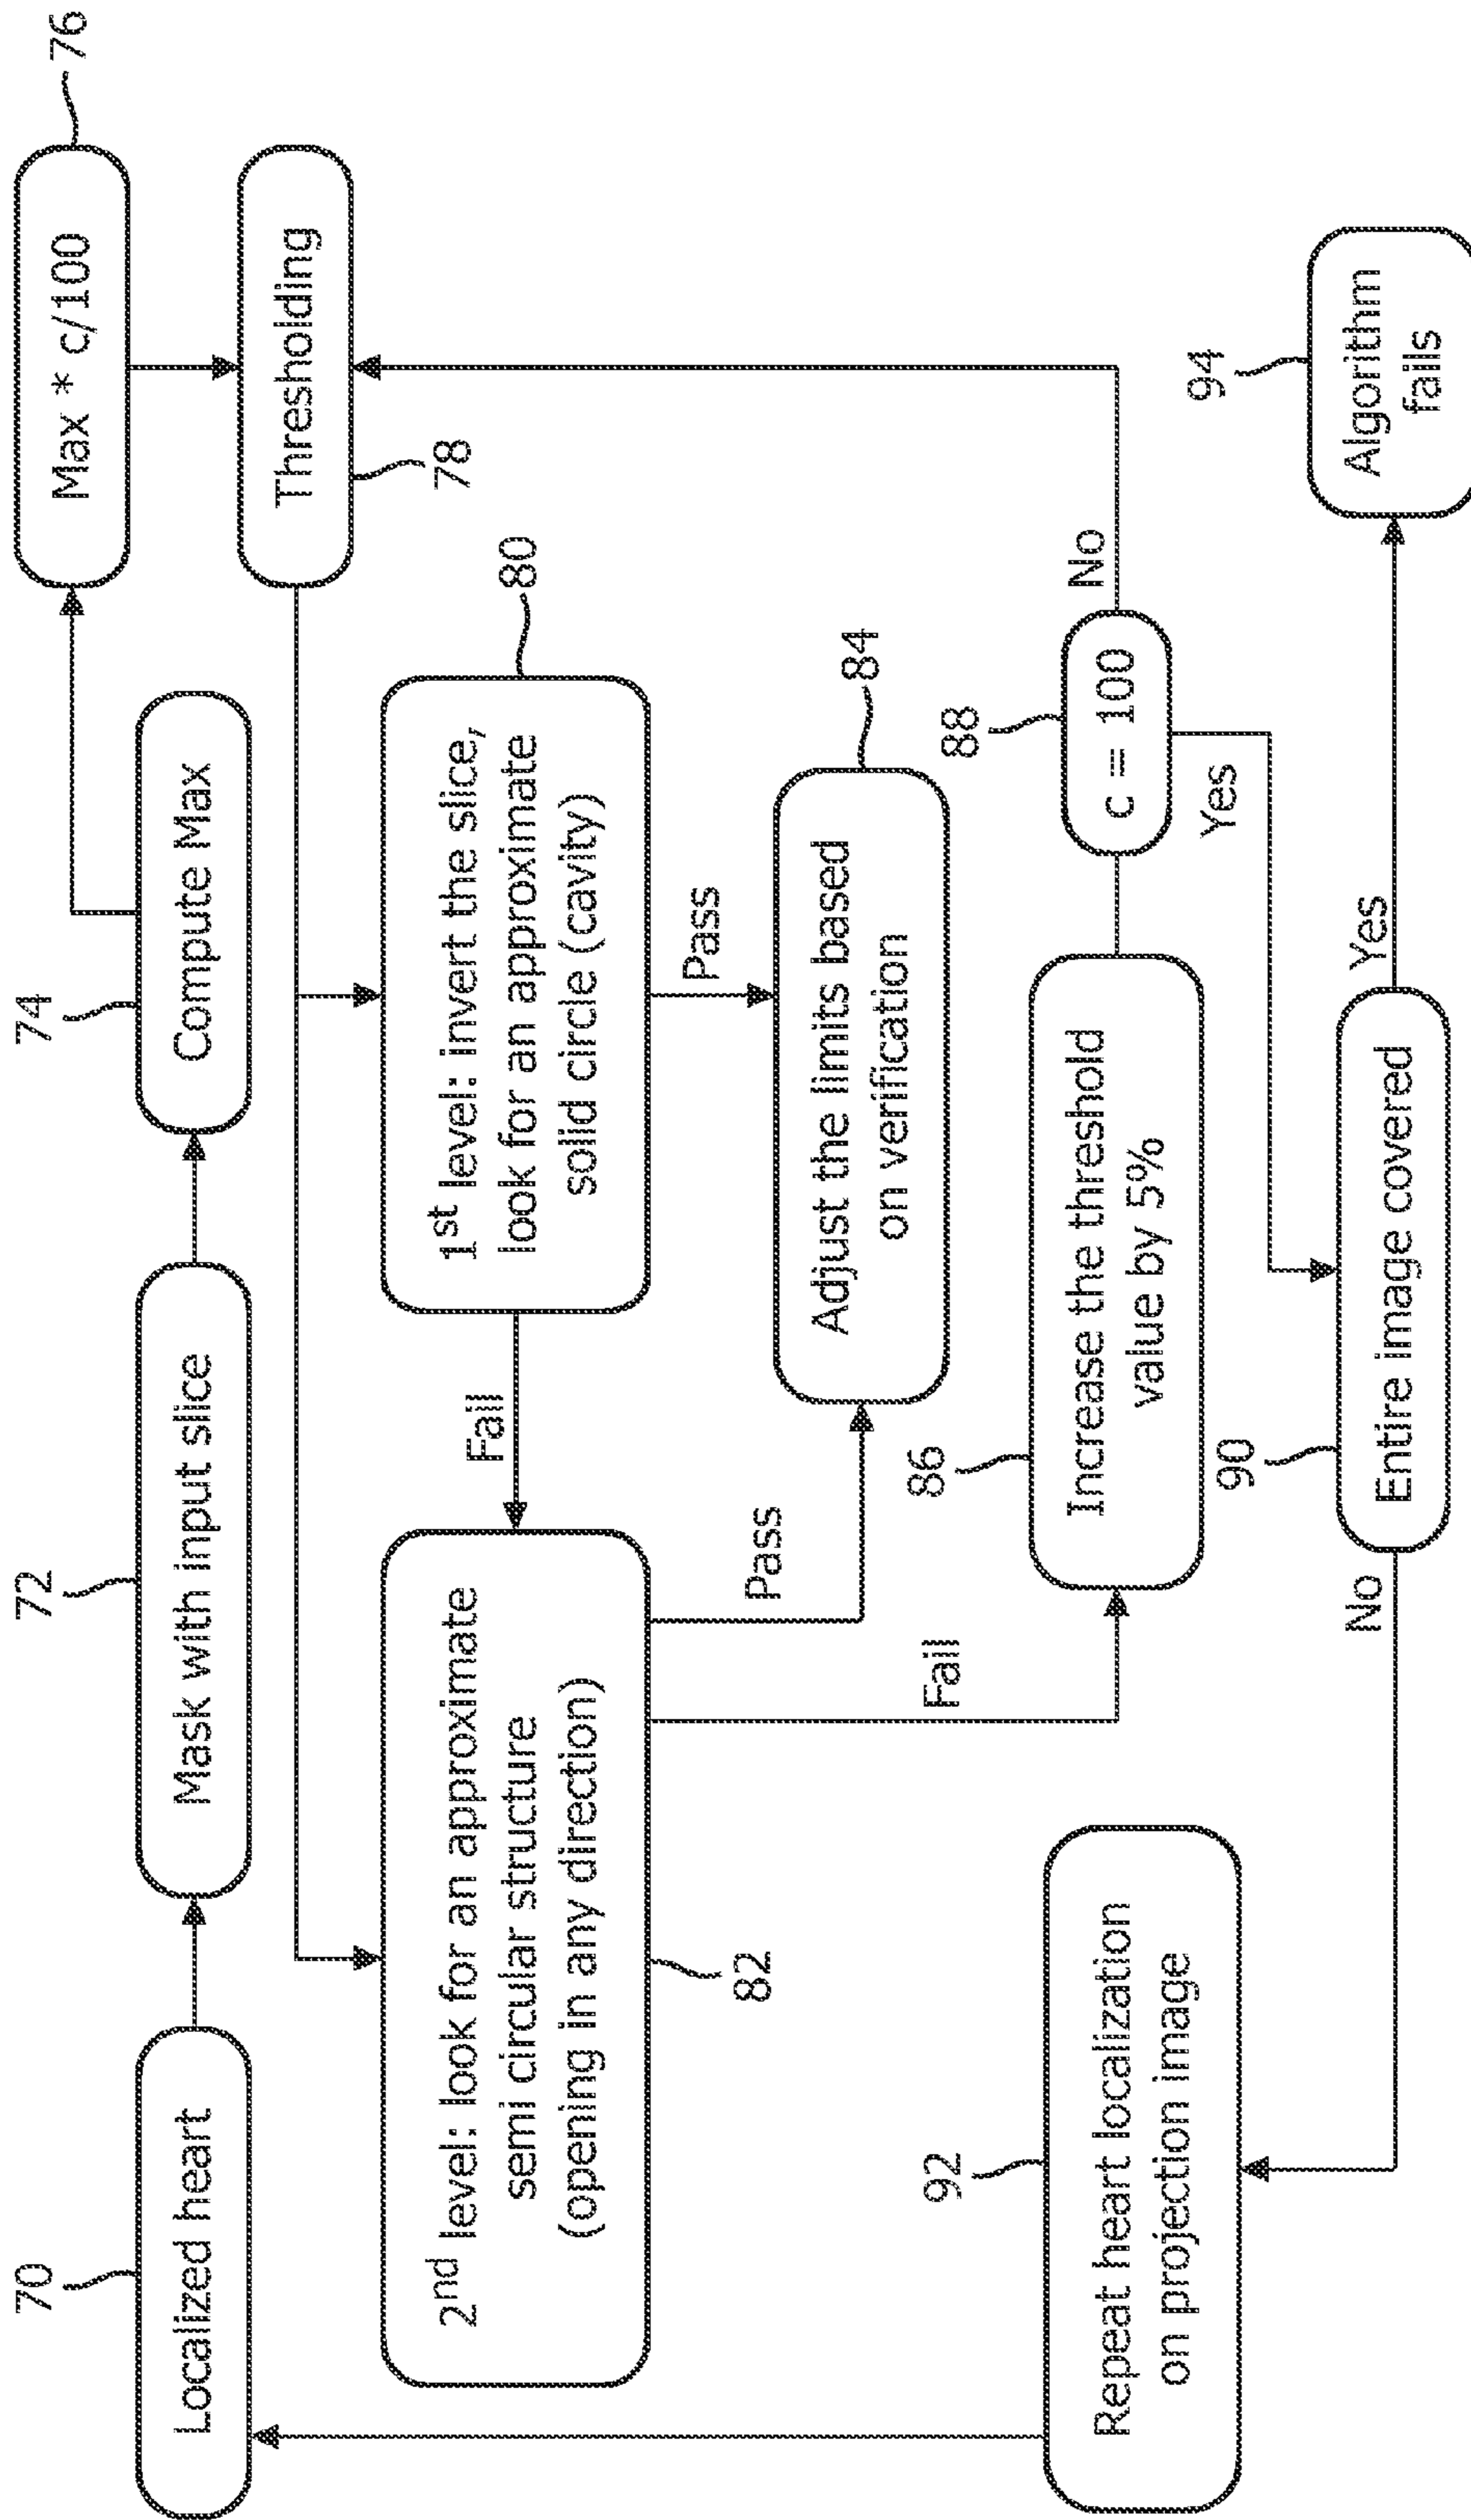 70
Localized heart
72
Mask with input slice
74
Compute Max
76
Max * c/100
Thresholding
78
2nd level: look for an approximate
semi circular structure
(opening in any direction)
82
Fail
1st level: invert the slice,
look for an approximate
solid circle (cavity)
80
Pass
Pass
Adjust the limits based
on verification
84
Fail
86
Increase the threshold
value by 5%
88
c = 100
No
Yes
92
Repeat heart localization
on projection image
No
90
Entire image covered
Yes
94
Algorithm
fails